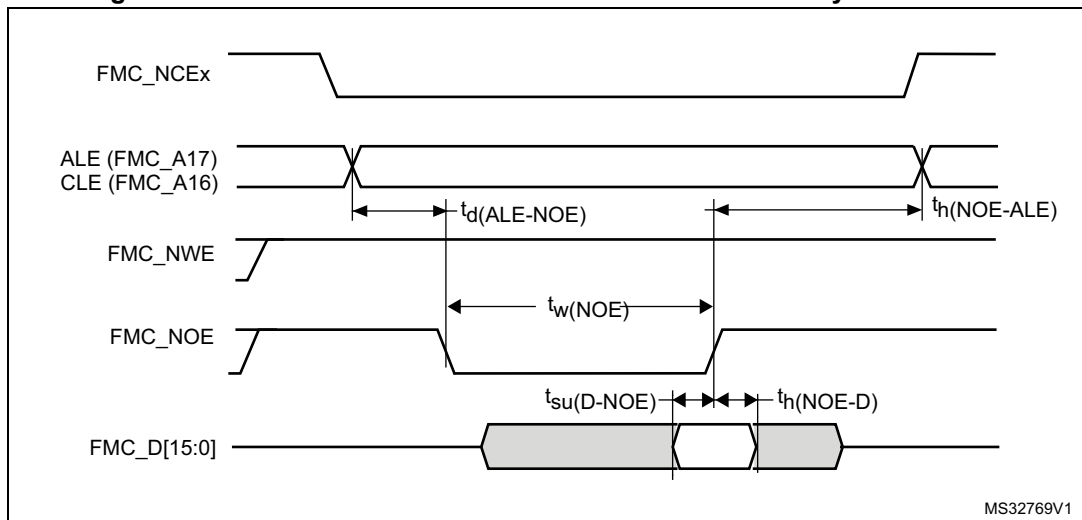 FMC_NCEx
ALE (FMC_A17)
CLE (FMC_A16)
td(ALE-NOE)
th(NOE-ALE)
FMC_NWE
tw(NOE)
FMC_NOE
tsu(D-NOE)
th(NOE-D)
FMC_D[15:0]
MS32769V1